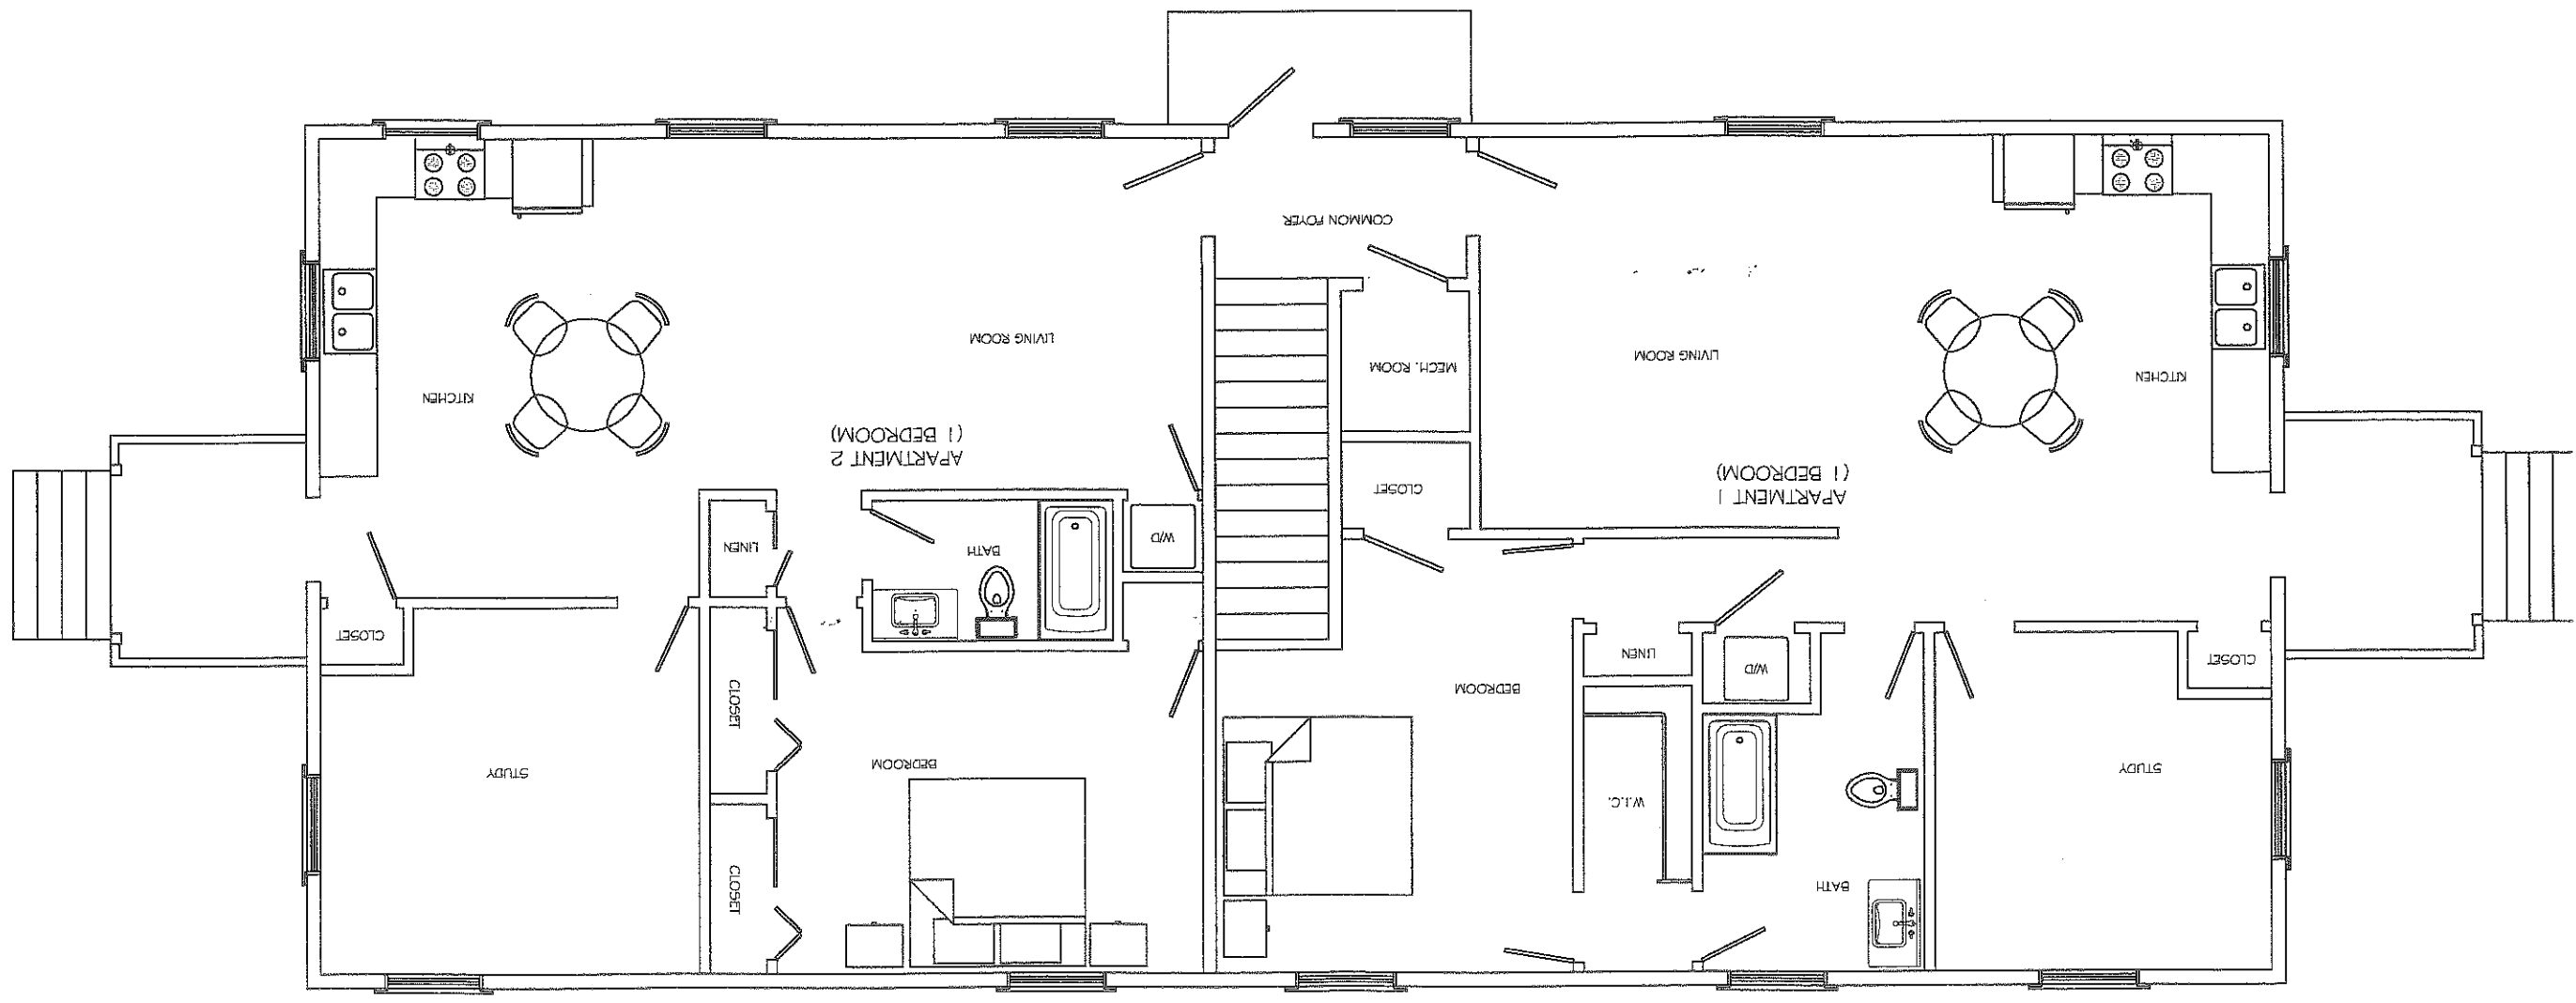 BATH
CLOSET
W.I.C.
STUDY
BEDROOM
STUDY
CLOSET
BEDROOM
CLOSET
W/D
LINEN
CLOSET
W/D
BATH
LINEN
APARTMENT 1
(1 BEDROOM)
CLOSET
APARTMENT 2
(1 BEDROOM)
KITCHEN
KITCHEN
LIVING ROOM
MECH. ROOM
LIVING ROOM
COMMON FOYER